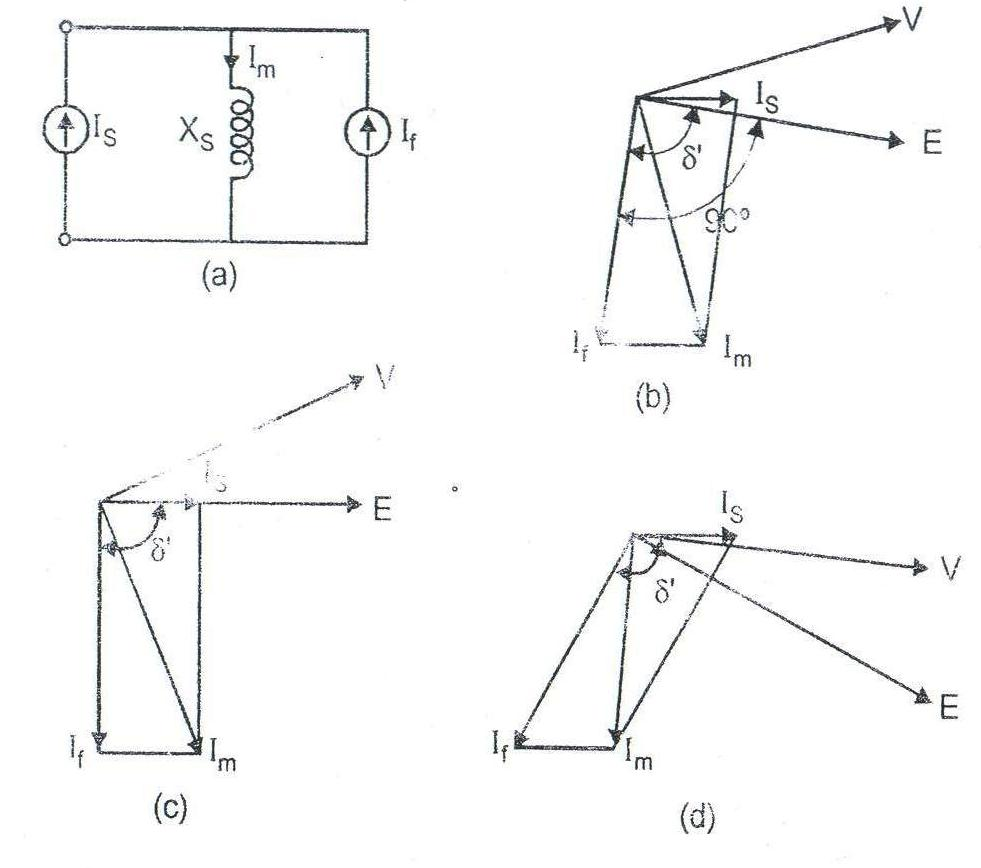 I_m
I_S
X_S
I_f
(a)
V
I_S
E
δ'
90°
I_f
I_m
(b)
V
I_S
E
δ'
I_f
I_m
(c)
I_S
V
δ'
E
I_f
I_m
(d)